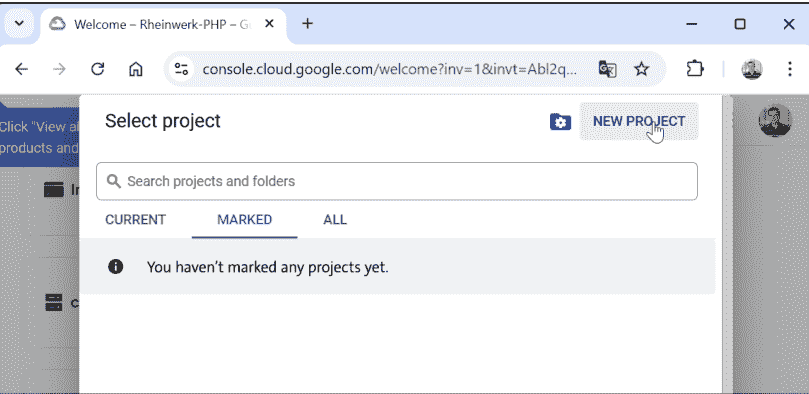 Welcome – Rheinwerk-PHP – G
console.cloud.google.com/welcome?inv=1&invt=Abl2q...
Click "View al
products and
Select project
NEW PROJECT
Search projects and folders
CURRENT MARKED ALL
You haven't marked any projects yet.